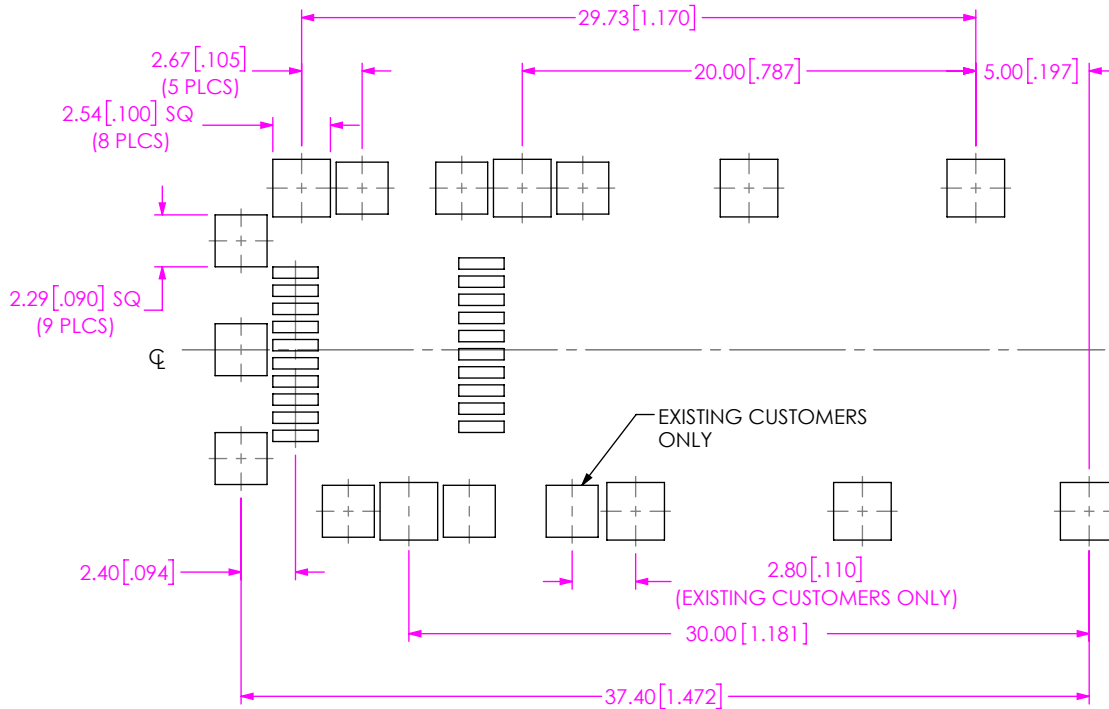 29.73[1.170]
2.67[.105]
(5 PLCS)
20.00[.787]
5.00[.197]
2.54[.100] SQ
(8 PLCS)
2.29[.090] SQ
(9 PLCS)
℄
EXISTING CUSTOMERS
ONLY
2.40[.094]
2.80[.110]
(EXISTING CUSTOMERS ONLY)
30.00[1.181]
37.40[1.472]